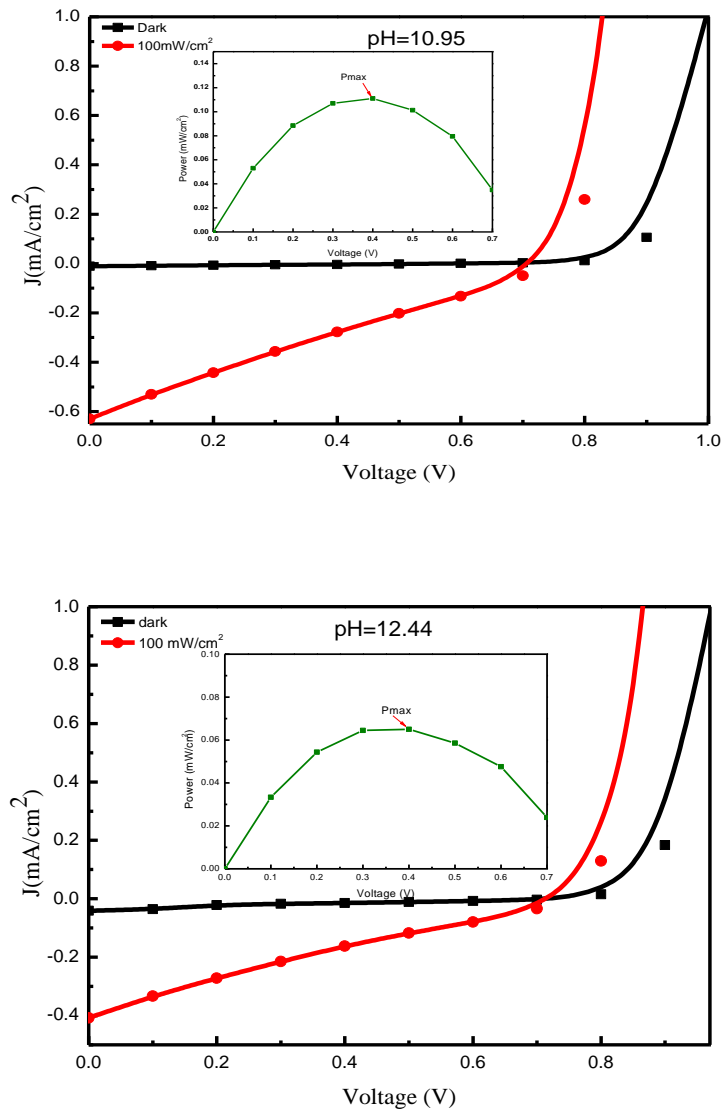 Dark
100mW/cm2
pH=10.95
Pmax
0.14
0.12
0.10
0.08
0.06
0.04
0.02
0.00
Power (mW/cm2)
0.0 0.1 0.2 0.3 0.4 0.5 0.6 0.7
Voltage (V)
1.0
0.8
0.6
0.4
0.2
0.0
-0.2
-0.4
-0.6
J(mA/cm2)
0.0 0.2 0.4 0.6 0.8 1.0
Voltage (V)
dark
100 mW/cm2
pH=12.44
Pmax
0.10
0.08
0.06
0.04
0.02
0.00
Power (mW/cm2)
0.0 0.1 0.2 0.3 0.4 0.5 0.6 0.7
Voltage (V)
1.0
0.8
0.6
0.4
0.2
0.0
-0.2
-0.4
J(mA/cm2)
0.0 0.2 0.4 0.6 0.8
Voltage (V)